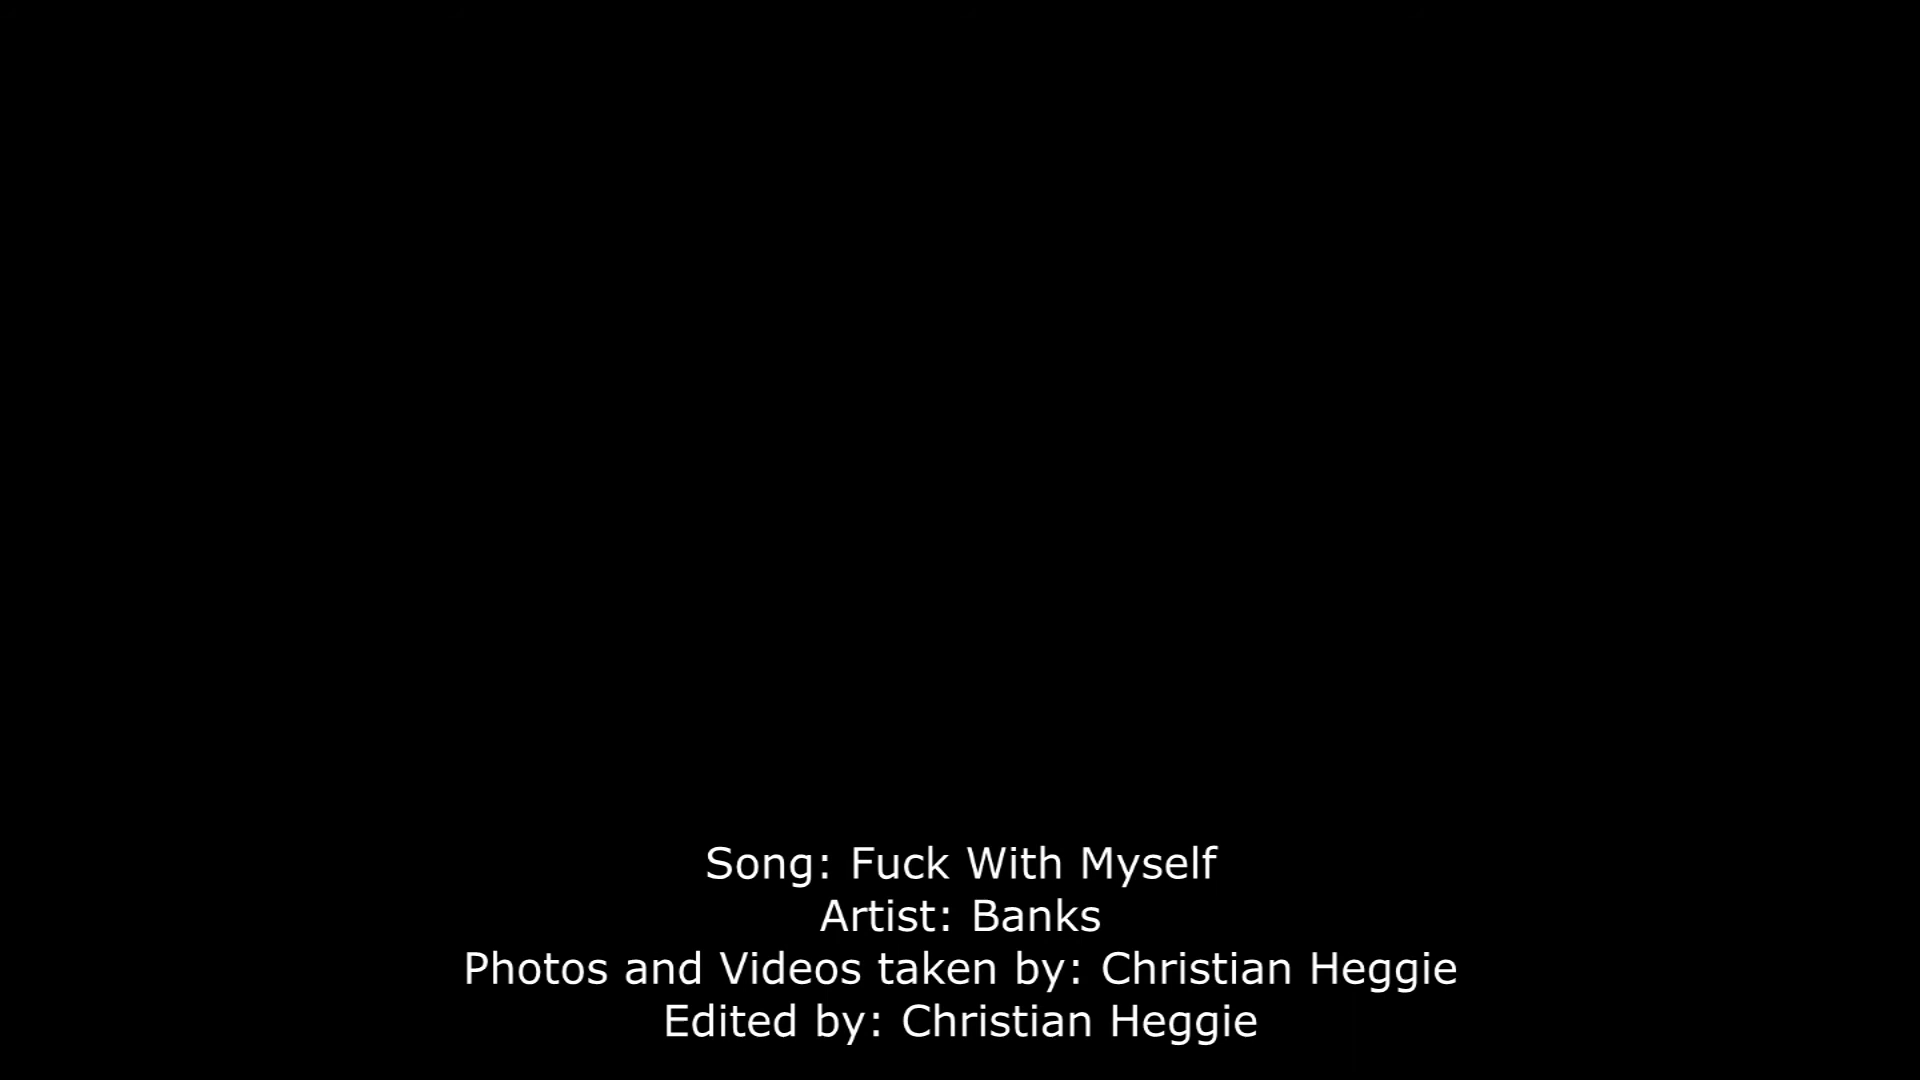 Song: Fuck With Myself
Artist: Banks
Photos and Videos taken by: Christian Heggie
Edited by: Christian Heggie